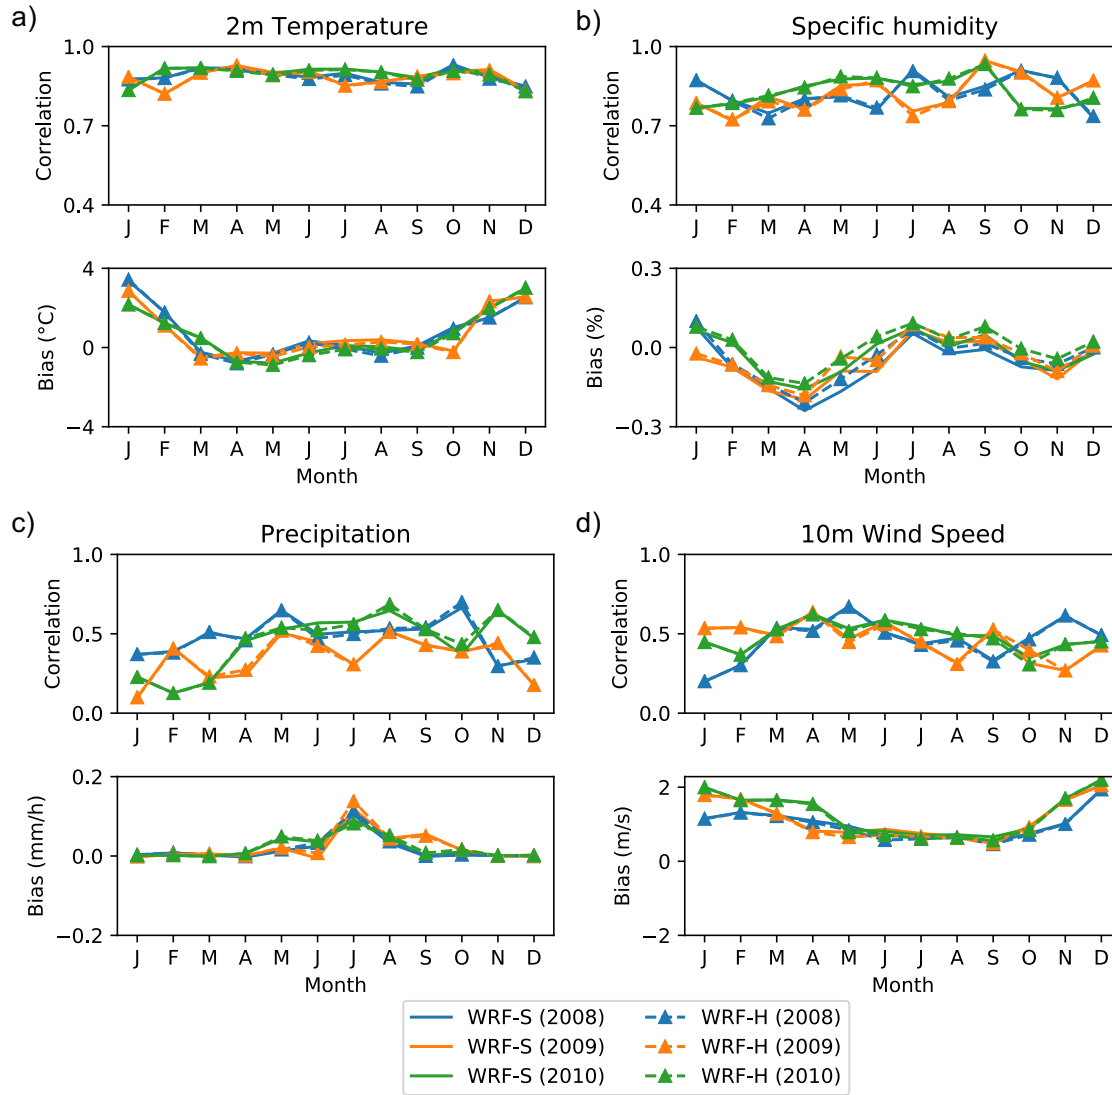 a)
2m Temperature
1.0
0.7
0.4
Correlation
J F M A M J J A S O N D
4
0
−4
Bias (°C)
J F M A M J J A S O N D
Month
b)
Specific humidity
1.0
0.7
0.4
Correlation
J F M A M J J A S O N D
0.3
0.0
−0.3
Bias (%)
J F M A M J J A S O N D
Month
c)
Precipitation
1.0
0.5
0.0
Correlation
J F M A M J J A S O N D
0.2
0.0
−0.2
Bias (mm/h)
J F M A M J J A S O N D
Month
d)
10m Wind Speed
1.0
0.5
0.0
Correlation
J F M A M J J A S O N D
2
0
−2
Bias (m/s)
J F M A M J J A S O N D
Month
WRF-S (2008)
WRF-S (2009)
WRF-S (2010)
WRF-H (2008)
WRF-H (2009)
WRF-H (2010)